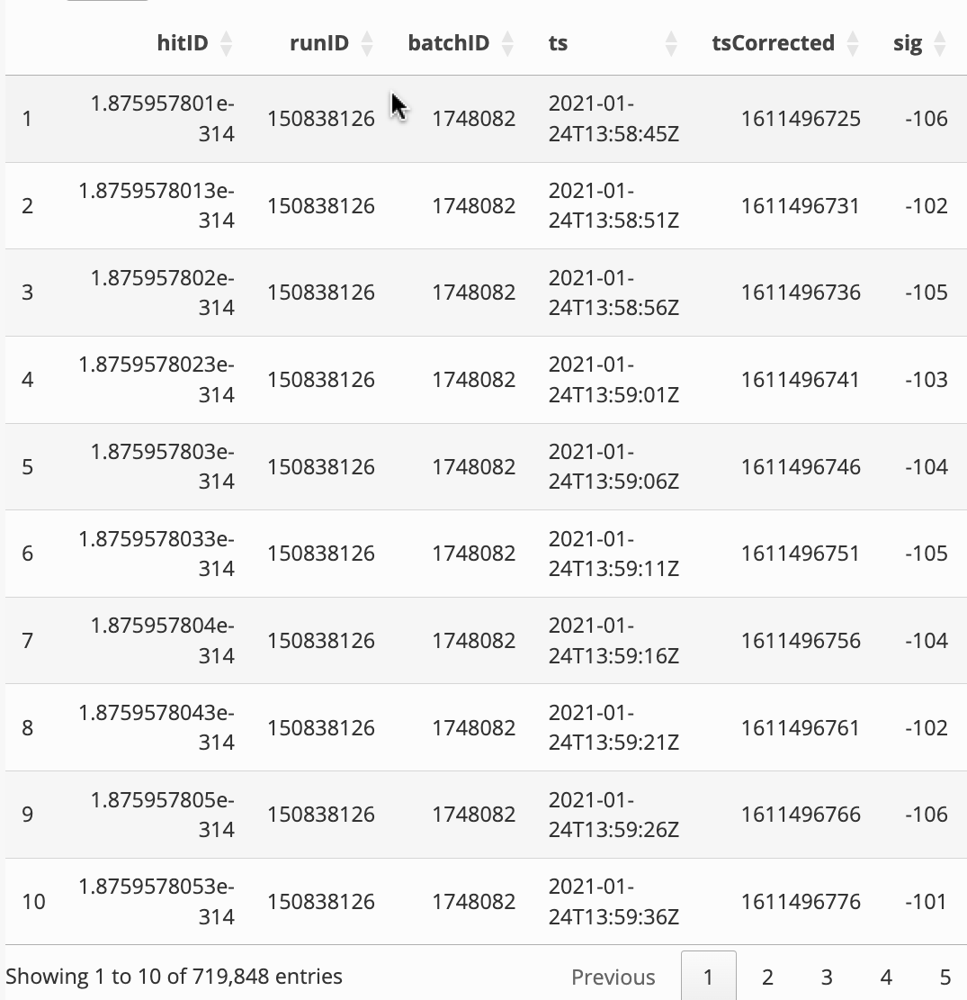 hitID runID batchID ts tsCorrected sig
1 1.875957801e-314 150838126 1748082 2021-01-24T13:58:45Z 1611496725 -106
2 1.8759578013e-314 150838126 1748082 2021-01-24T13:58:51Z 1611496731 -102
3 1.875957802e-314 150838126 1748082 2021-01-24T13:58:56Z 1611496736 -105
4 1.8759578023e-314 150838126 1748082 2021-01-24T13:59:01Z 1611496741 -103
5 1.875957803e-314 150838126 1748082 2021-01-24T13:59:06Z 1611496746 -104
6 1.8759578033e-314 150838126 1748082 2021-01-24T13:59:11Z 1611496751 -105
7 1.875957804e-314 150838126 1748082 2021-01-24T13:59:16Z 1611496756 -104
8 1.8759578043e-314 150838126 1748082 2021-01-24T13:59:21Z 1611496761 -102
9 1.875957805e-314 150838126 1748082 2021-01-24T13:59:26Z 1611496766 -106
10 1.8759578053e-314 150838126 1748082 2021-01-24T13:59:36Z 1611496776 -101
Showing 1 to 10 of 719,848 entries Previous 1 2 3 4 5